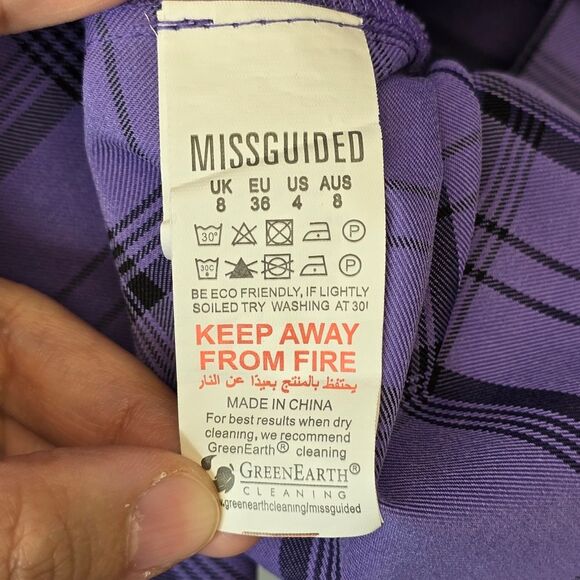 MISSGUIDED
UK EU US AUS
8 36 4 8
30° P
30C P
BE ECO FRIENDLY, IF LIGHTLY
SOILED TRY WASHING AT 30!
KEEP AWAY
FROM FIRE
يحتفظ بالمنتج بعيدًا عن النار
MADE IN CHINA
For best results when dry
cleaning, we recommend
GreenEarth® cleaning
GREENEARTH®
CLEANING
.greenearthcleaning/missguided